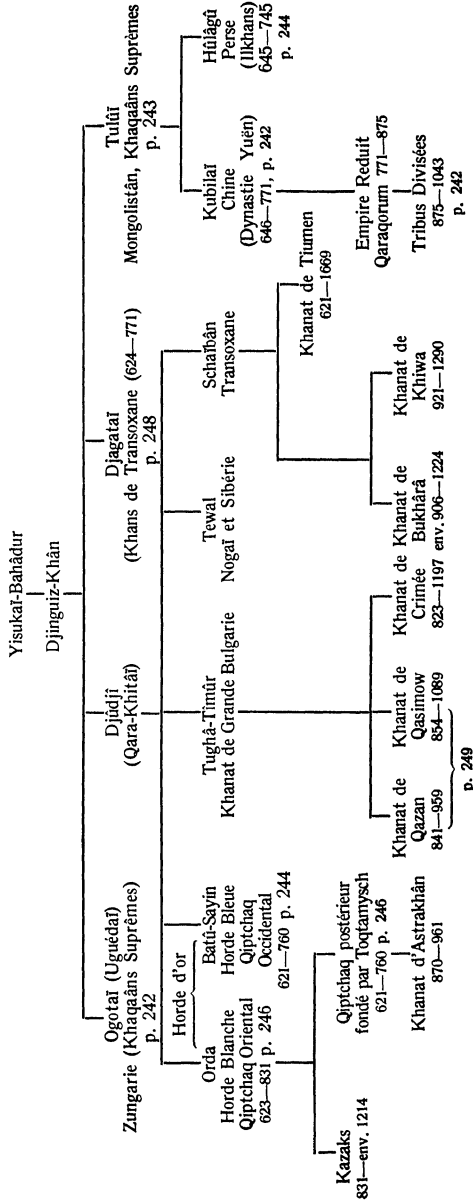 Yisukaï-Bahâdur
Djinguiz-Khân
Ogotaï (Uguédaï)
Zungarie (Khaqaâns Suprêmes)
p. 242
Djûdjî
(Qara-Khitâï)
Djagataï
(Khans de Transoxane (624—771)
p. 248
Tulûï
Mongolistân, Khaqaâns Suprèmes
p. 243
Horde d'or
Orda
Horde Blanche
Qiptchaq Oriental
623—831 p. 246
Batû-Sayin
Horde Bleue
Qiptchaq
Occidental
621—760 p. 244
Tughâ-Timûr
Khanat de Grande Bulgarie
Tewal
Nogaï et Sibérie
Schaïbân
Transoxane
Kubilaï
Chine
(Dynastie Yuën)
646—771, p. 242
Hûlâgû
Perse
(Ilkhans)
645—745
p. 244
Kazaks
831—env. 1214
Qiptchaq postérieur
fondé par Toqtamysch
621—760 p. 246
Khanat d'Astrakhân
870—961
Khanat de
Qazan
841—959
Khanat de
Qasimow
854—1089
p. 249
Khanat de
Crimée
823—1197
Khanat de
Bukhârâ
env. 906—1224
Khanat de
Khiwa
921—1290
Khanat de Tiumen
621—1669
Empire Reduit
Qaraqorum 771—875
Tribus Divisées
875—1043
p. 242